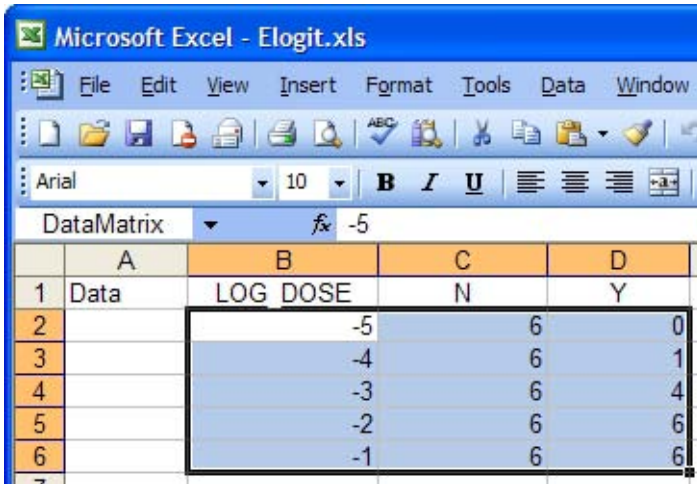 Microsoft Excel - Elogit.xls
File Edit View Insert Format Tools Data Window
ABC
Arial 10 B I U a
DataMatrix fx -5
A B C D
1 Data LOG_DOSE N Y
2 -5 6 0
3 -4 6 1
4 -3 6 4
5 -2 6 6
6 -1 6 6